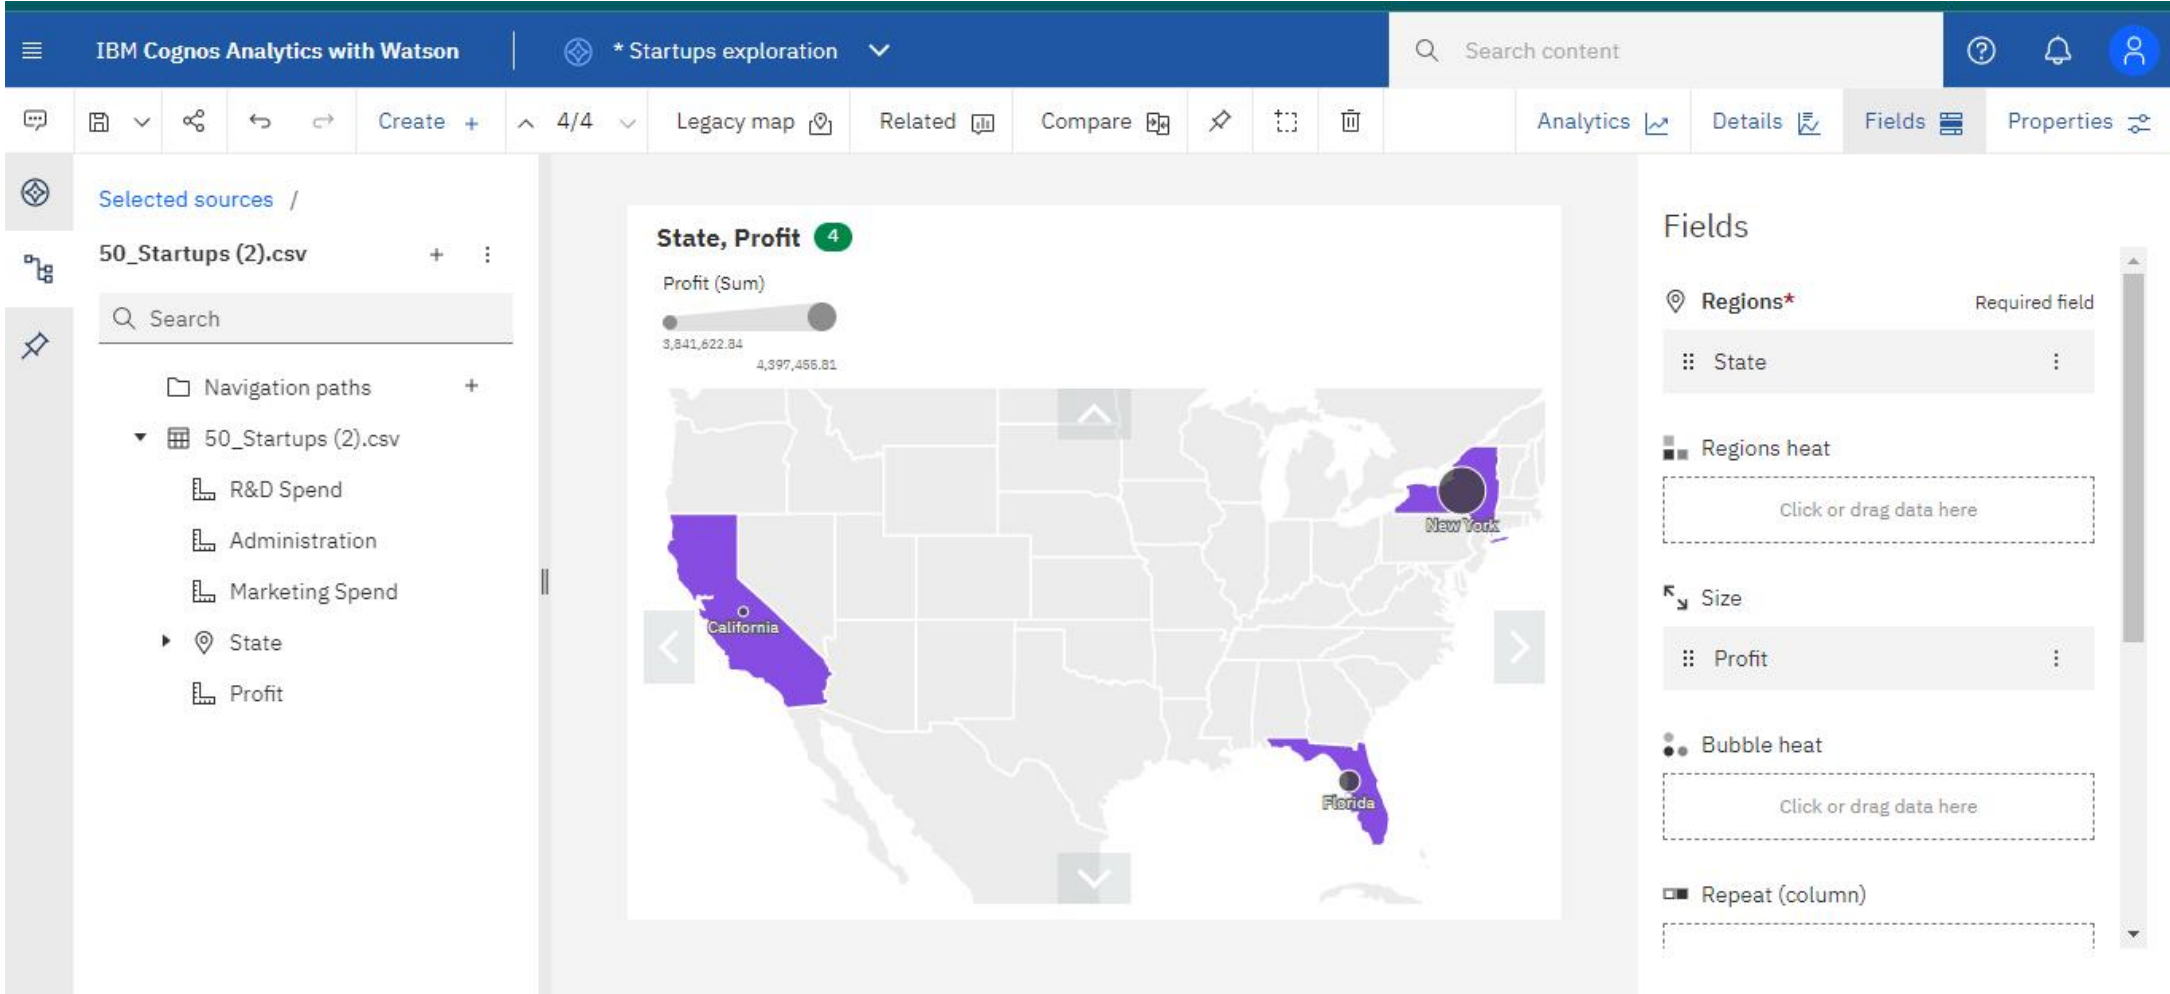 IBM Cognos Analytics with Watson
* Startups exploration
Search content
Create +
4/4
Legacy map
Related
Compare
Analytics
Details
Fields
Properties
Selected sources /
50_Startups (2).csv
Search
Navigation paths
50_Startups (2).csv
R&D Spend
Administration
Marketing Spend
State
Profit
State, Profit 4
Profit (Sum)
3,841,622.84
4,397,455.81
New York
California
Florida
Fields
Regions* Required field
State
Regions heat
Click or drag data here
Size
Profit
Bubble heat
Click or drag data here
Repeat (column)